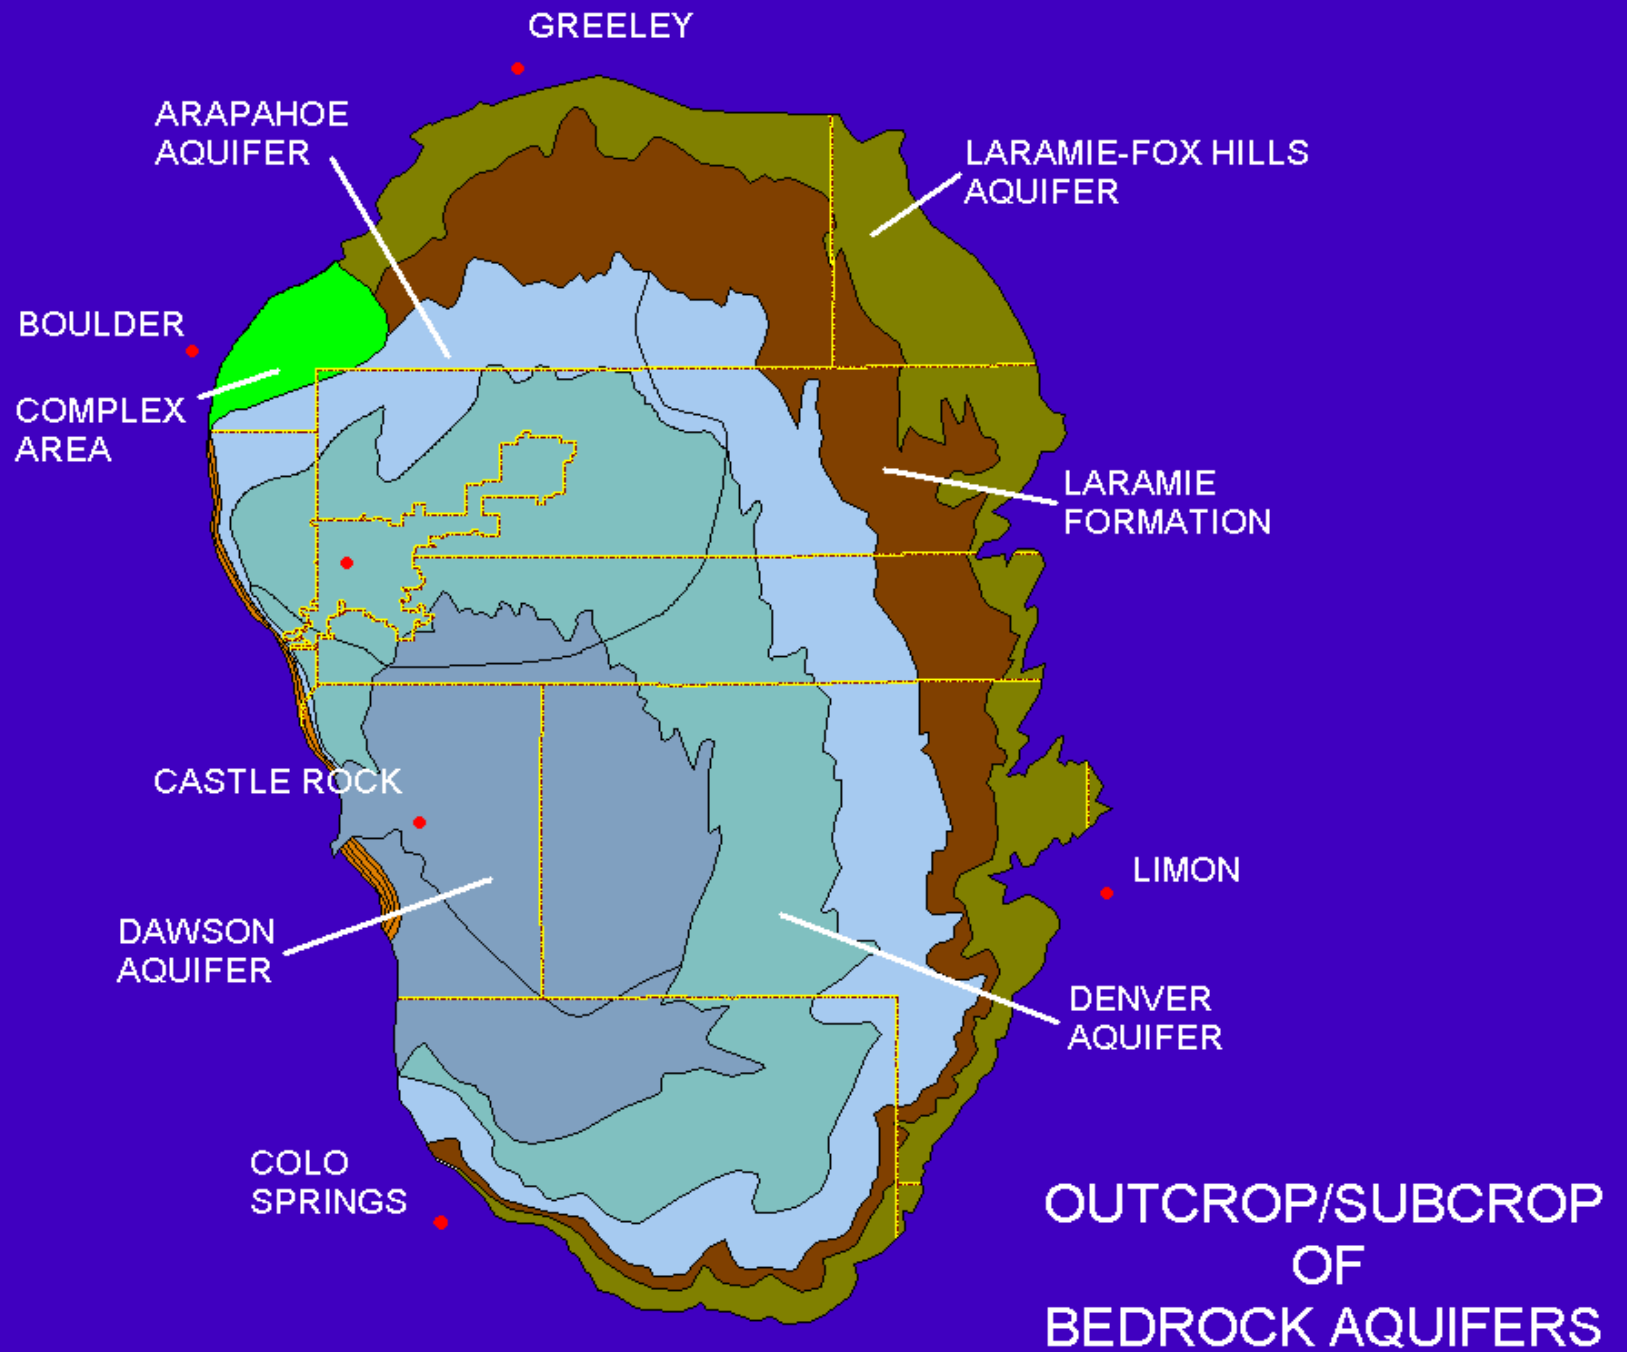 GREELEY
ARAPAHOE
AQUIFER
LARAMIE-FOX HILLS
AQUIFER
BOULDER
COMPLEX
AREA
LARAMIE
FORMATION
CASTLE ROCK
LIMON
DAWSON
AQUIFER
DENVER
AQUIFER
COLO
SPRINGS
OUTCROP/SUBCROP
OF
BEDROCK AQUIFERS